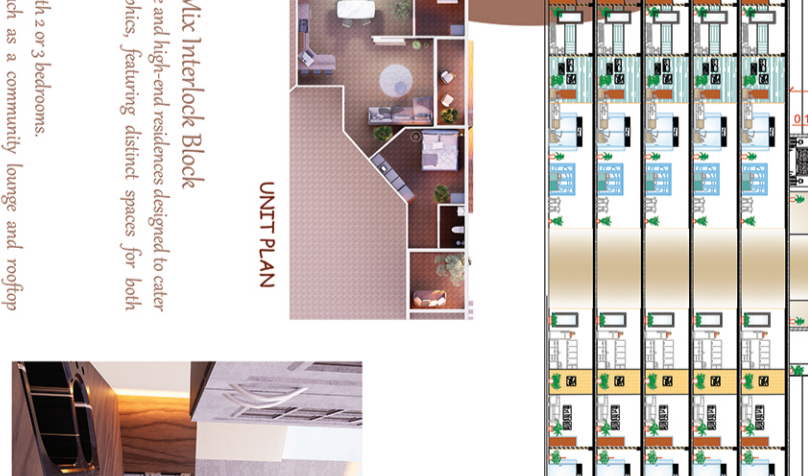 Mix Interlock Block
e and high-end residences designed to cater
phics, featuring distinct spaces for both
th 2 or 3 bedrooms.
ch as a community lounge and rooftop
UNIT PLAN